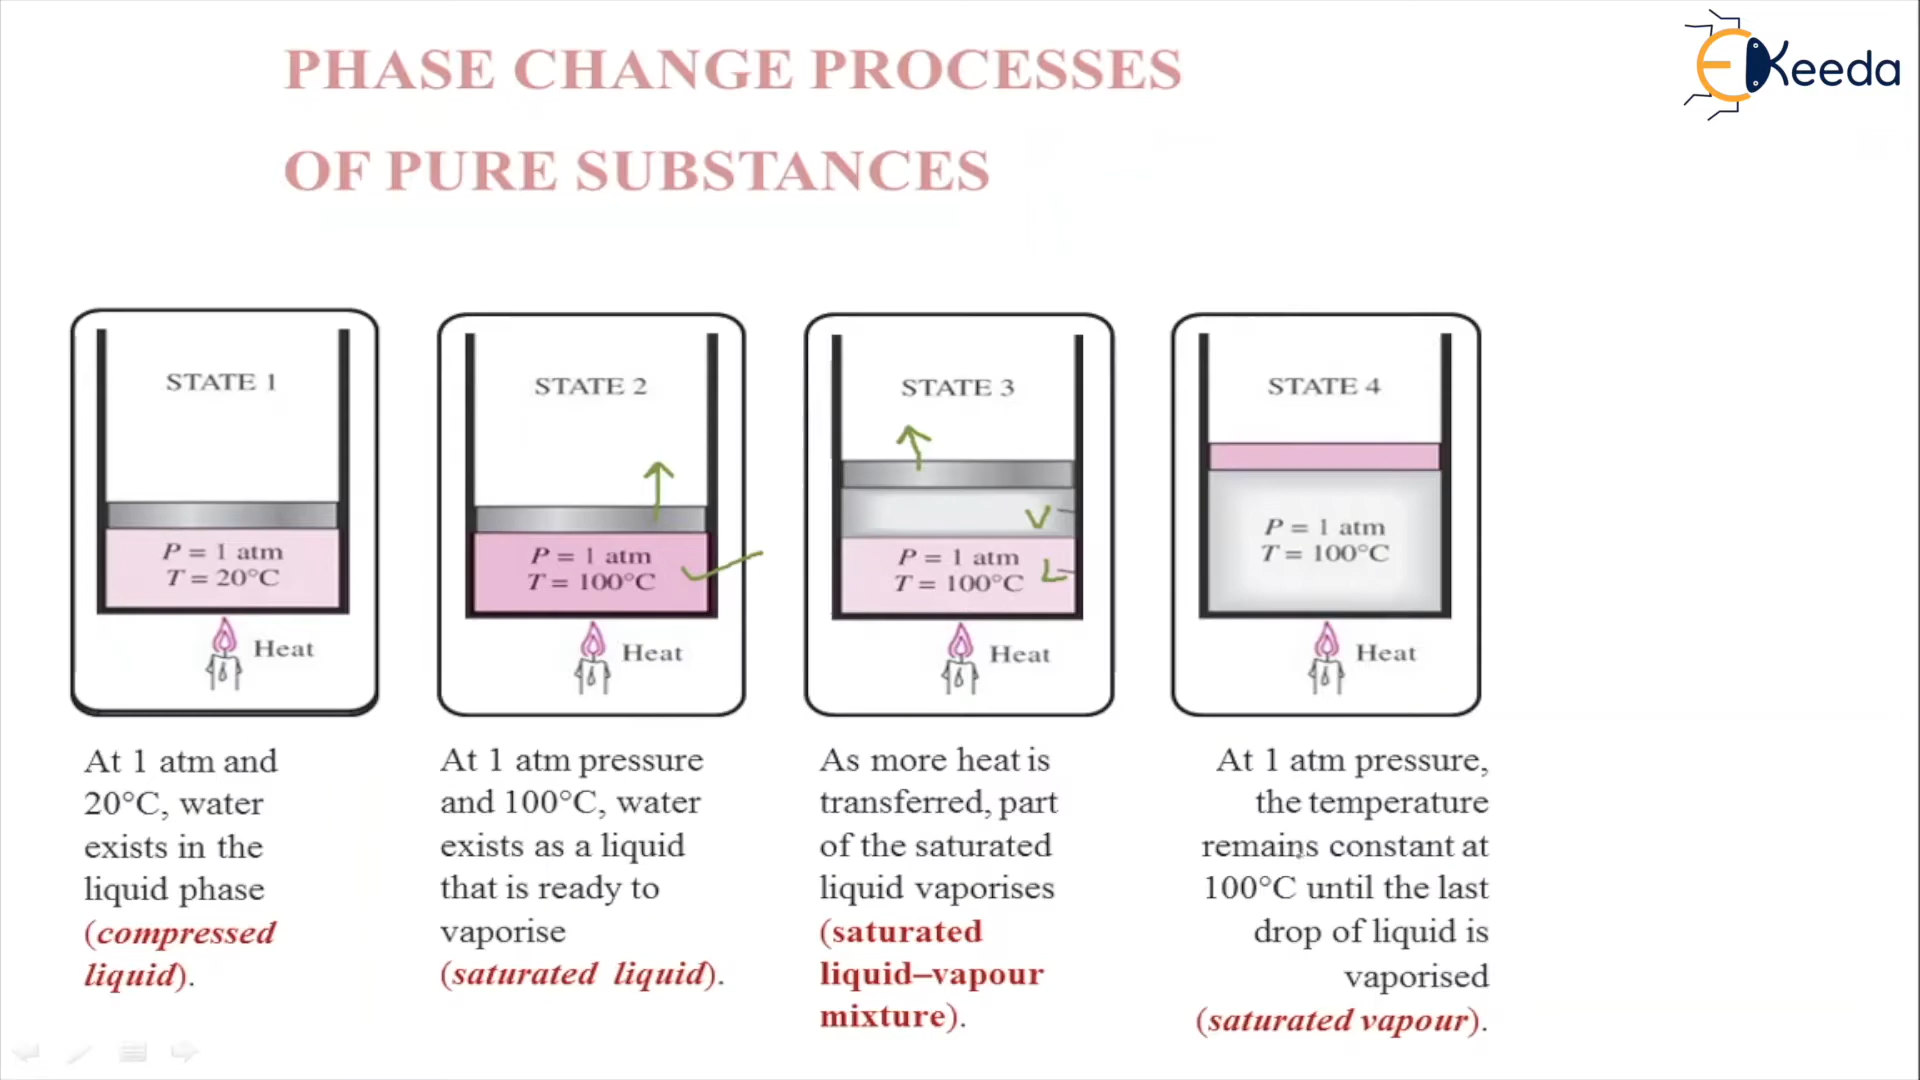 PHASE CHANGE PROCESSES
OF PURE SUBSTANCES
EKeeda
STATE 1
P = 1 atm
T = 20°C
Heat
At 1 atm and
20°C, water
exists in the
liquid phase
(compressed
liquid).
STATE 2
P = 1 atm
T = 100°C
Heat
At 1 atm pressure
and 100°C, water
exists as a liquid
that is ready to
vaporise
(saturated liquid).
STATE 3
V
P = 1 atm
T = 100°C
L
Heat
As more heat is
transferred, part
of the saturated
liquid vaporises
(saturated
liquid–vapour
mixture).
STATE 4
P = 1 atm
T = 100°C
Heat
At 1 atm pressure,
the temperature
remains constant at
100°C until the last
drop of liquid is
vaporised
(saturated vapour).